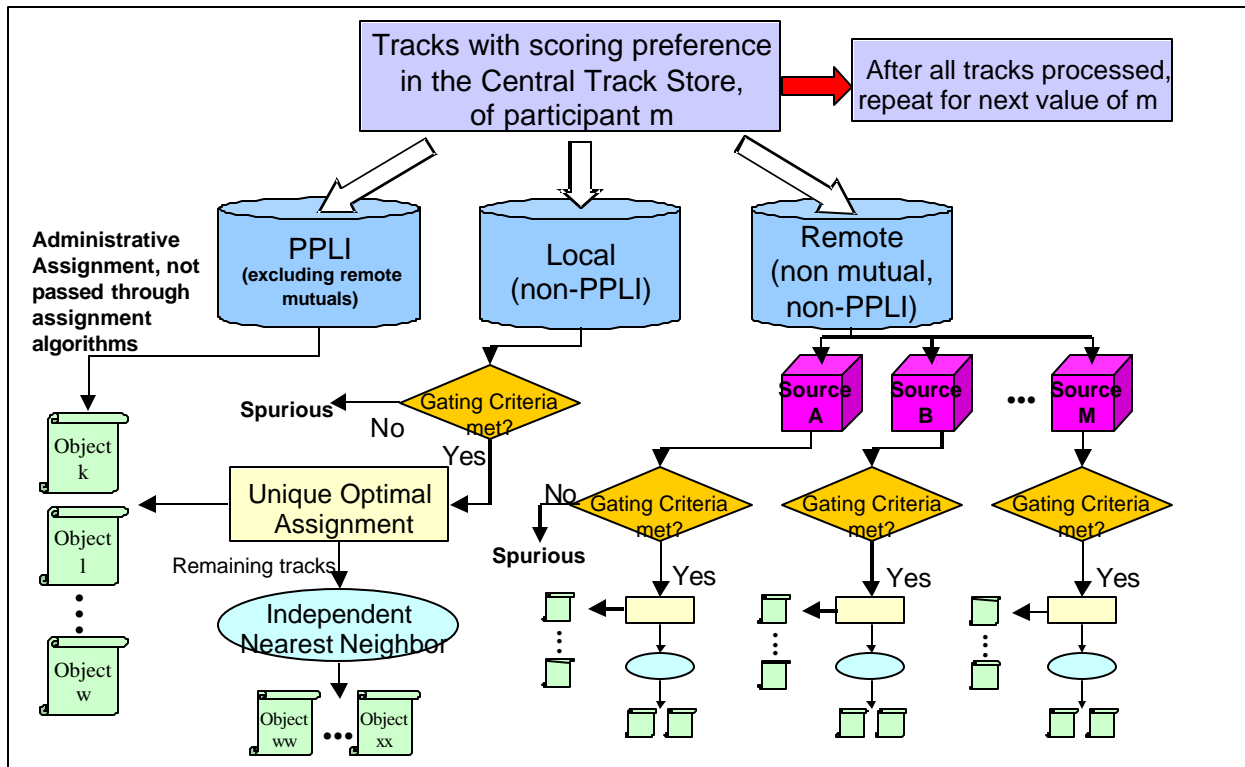 Tracks with scoring preference
in the Central Track Store,
of participant m
After all tracks processed,
repeat for next value of m
Administrative
Assignment, not
passed through
assignment
algorithms
PPLI
(excluding remote
mutuals)
Local
(non-PPLI)
Remote
(non mutual,
non-PPLI)
Source
A
Source
B
•••
Source
M
Spurious
No
Gating Criteria
met?
Yes
Object
k
Unique Optimal
Assignment
Object
l
Remaining tracks
Object
w
Independent
Nearest Neighbor
Object
ww
•••
Object
xx
No
Gating Criteria
met?
Spurious
Yes
Gating Criteria
met?
Yes
Gating Criteria
met?
Yes